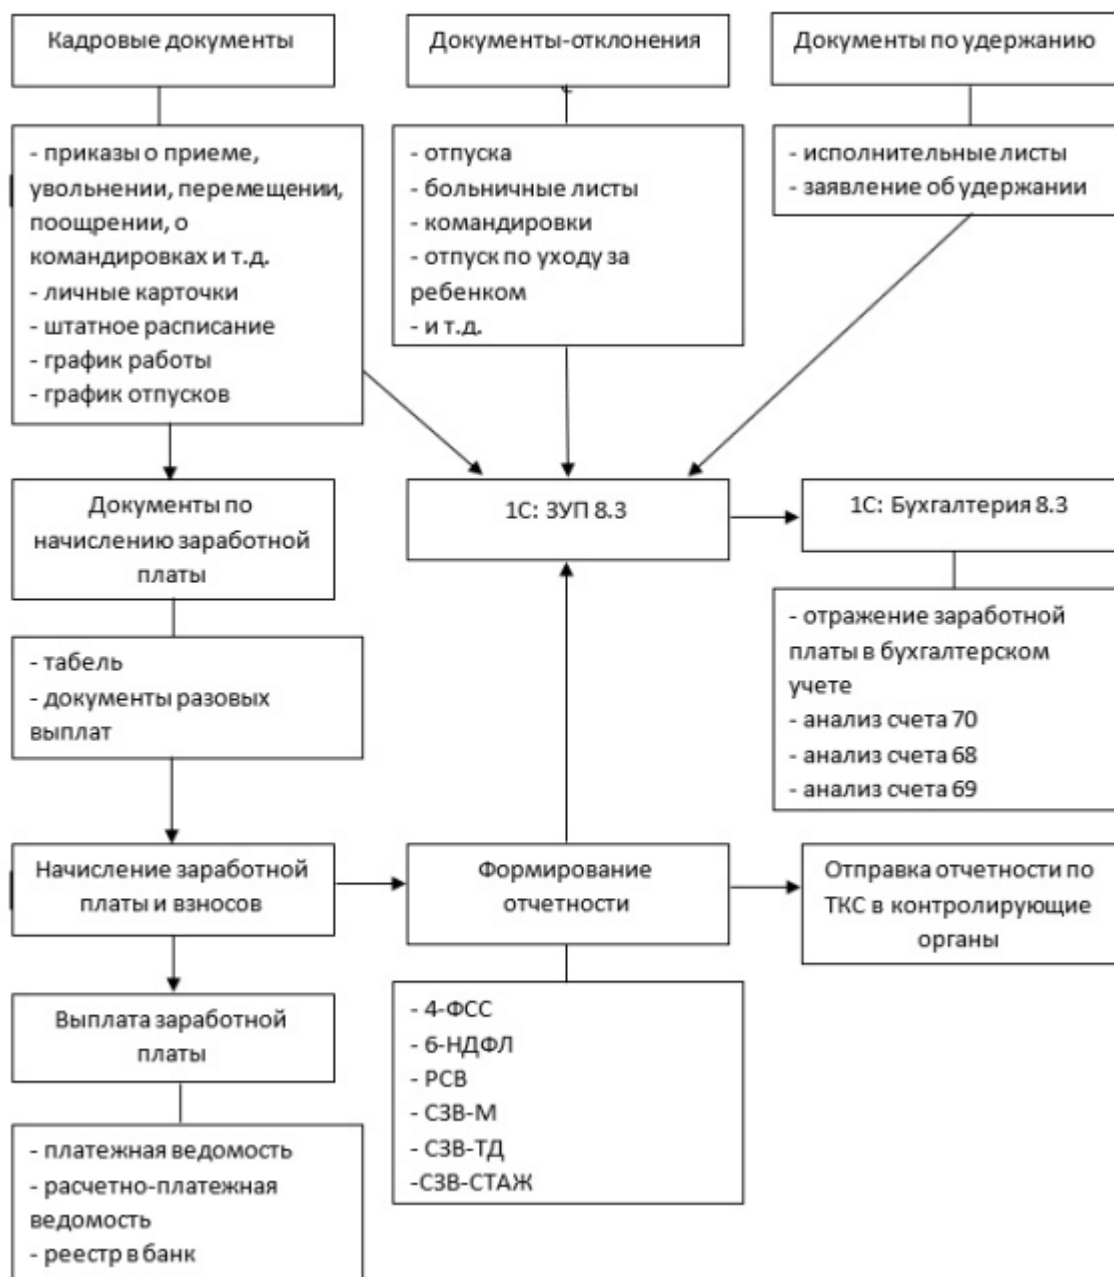 Кадровые документы
Документы-отклонения
Документы по удержанию
- приказы о приеме,
увольнении, перемещении,
поощрении, о
командировках и т.д.
- личные карточки
- штатное расписание
- график работы
- график отпусков
- отпуска
- больничные листы
- командировки
- отпуск по уходу за
ребенком
- и т.д.
- исполнительные листы
- заявление об удержании
Документы по
начислению заработной
платы
1С: ЗУП 8.3
1С: Бухгалтерия 8.3
- табель
- документы разовых
выплат
- отражение заработной
платы в бухгалтерском
учете
- анализ счета 70
- анализ счета 68
- анализ счета 69
Начисление заработной
платы и взносов
Формирование
отчетности
Отправка отчетности по
ТКС в контролирующие
органы
Выплата заработной
платы
- 4-ФСС
- 6-НДФЛ
- РСВ
- СЗВ-М
- СЗВ-ТД
-СЗВ-СТАЖ
- платежная ведомость
- расчетно-платежная
ведомость
- реестр в банк